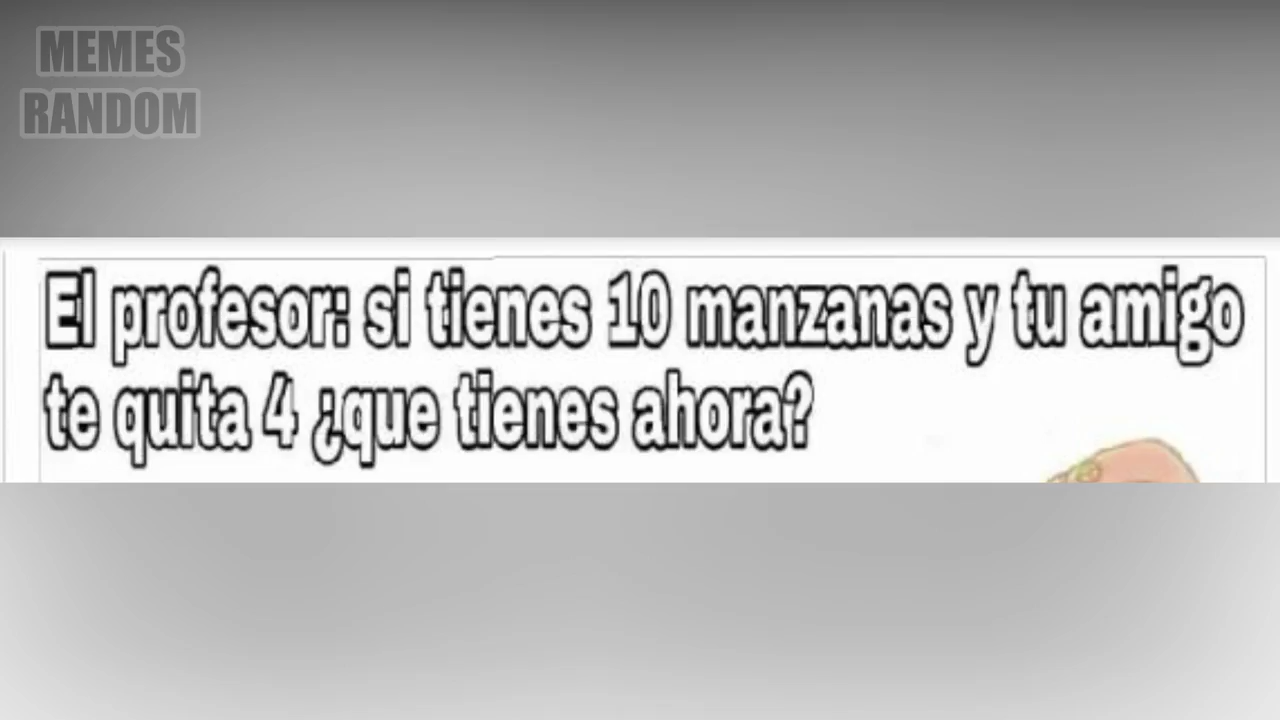 MEMES
RANDOM
El profesor: si tienes 10 manzanas y tu amigo
te quita 4 ¿que tienes ahora?